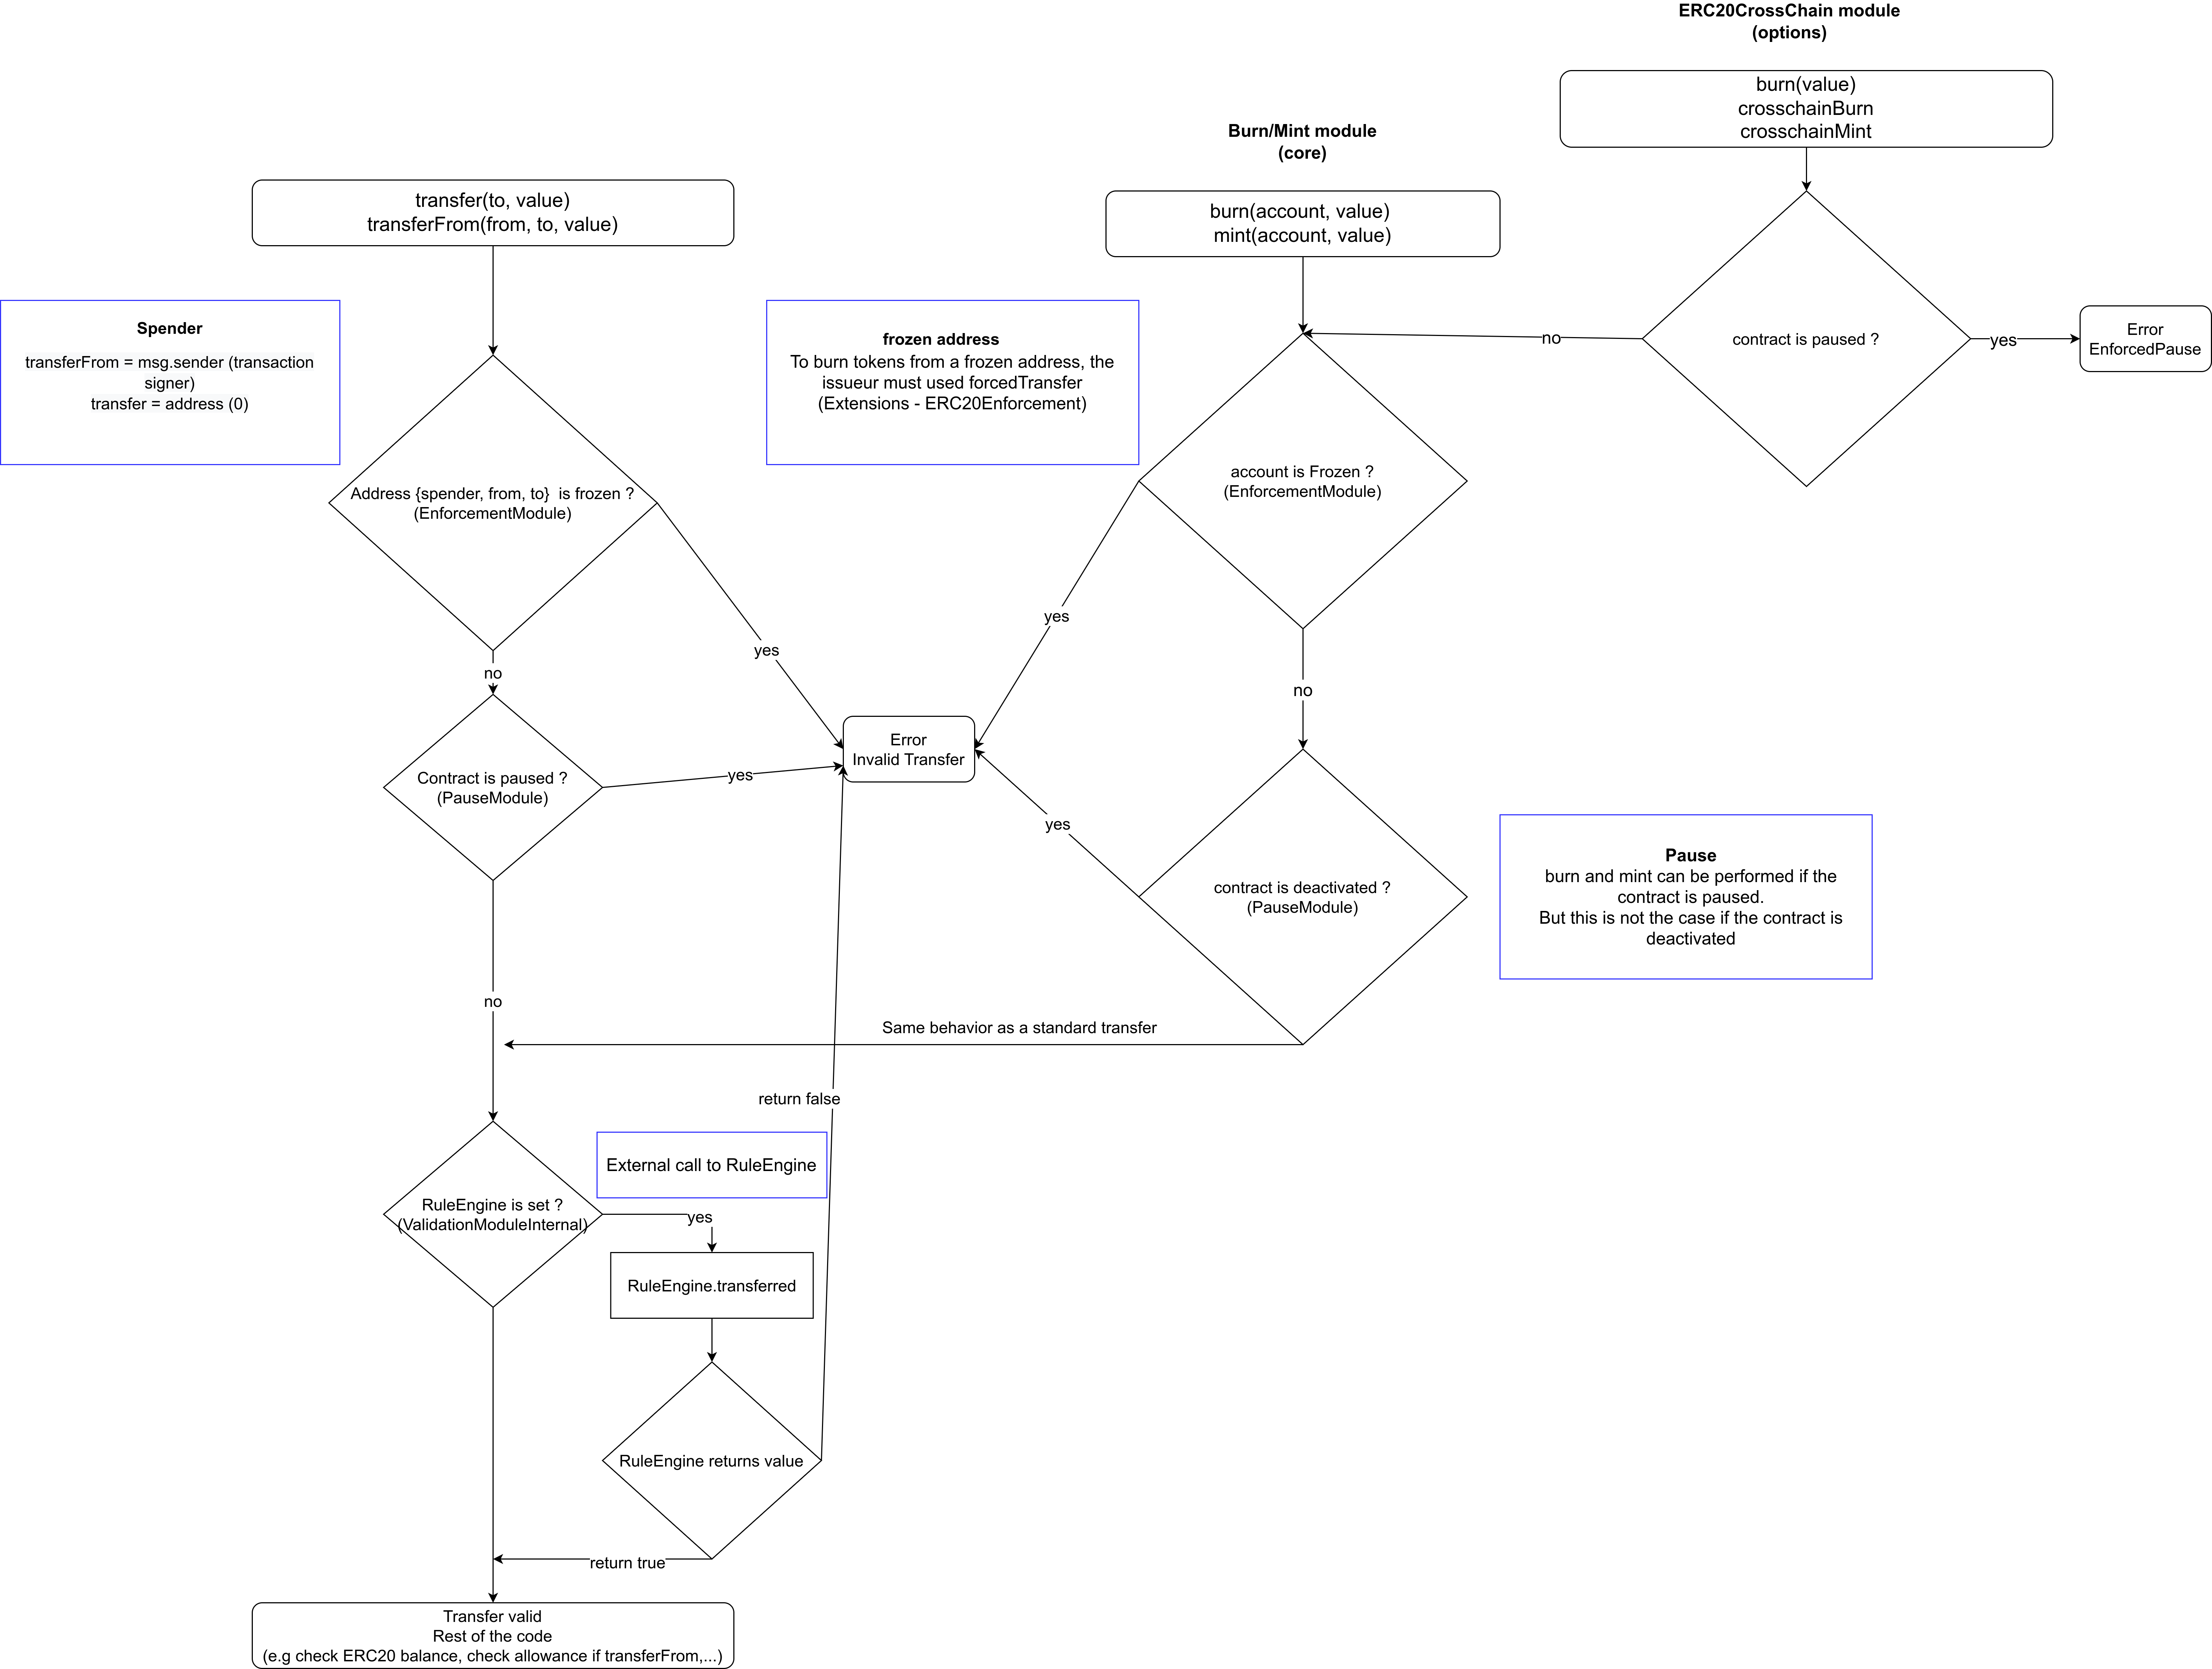 ERC20CrossChain module
(options)
burn(value)
crosschainBurn
crosschainMint
Burn/Mint module
(core)
transfer(to, value)
transferFrom(from, to, value)
burn(account, value)
mint(account, value)
Spender
transferFrom = msg.sender (transaction
signer)
transfer = address (0)
frozen address
To burn tokens from a frozen address, the
issueur must used forcedTransfer
(Extensions - ERC20Enforcement)
no
contract is paused ?
yes
Error
EnforcedPause
Address {spender, from, to}  is frozen ?
(EnforcementModule)
account is Frozen ?
(EnforcementModule)
yes
yes
no
no
Error
Invalid Transfer
Contract is paused ?
(PauseModule)
yes
yes
contract is deactivated ?
(PauseModule)
Pause
burn and mint can be performed if the
contract is paused.
But this is not the case if the contract is
deactivated
no
Same behavior as a standard transfer
return false
External call to RuleEngine
RuleEngine is set ?
(ValidationModuleInternal)
yes
RuleEngine.transferred
RuleEngine returns value
return true
Transfer valid
Rest of the code
(e.g check ERC20 balance, check allowance if transferFrom,...)